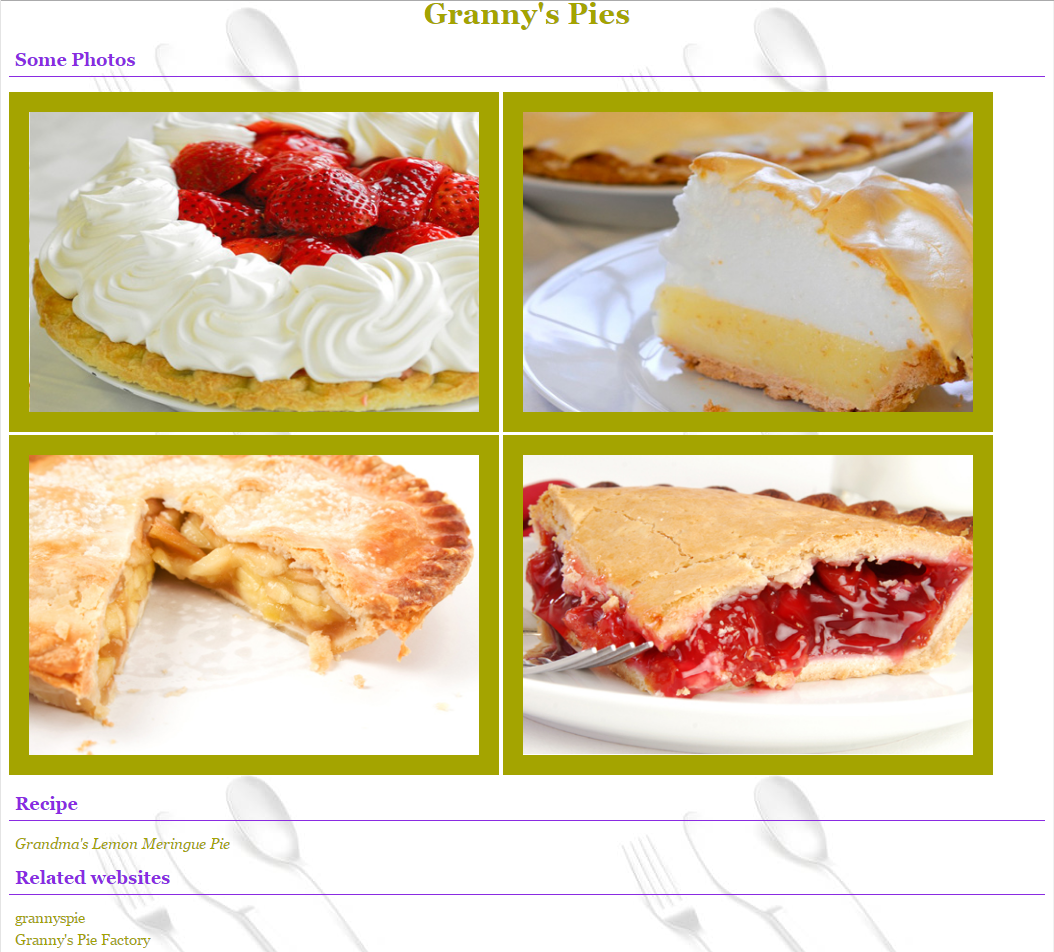 Granny's Pies
Some Photos
Recipe
Grandma's Lemon Meringue Pie
Related websites
grannyspie
Granny's Pie Factory